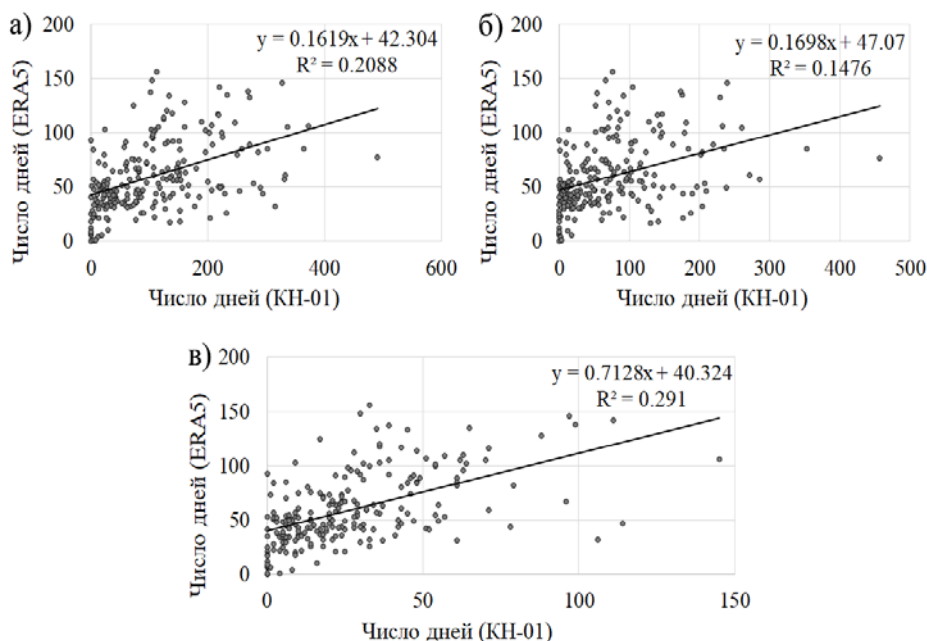 а)
y = 0.1619x + 42.304
R² = 0.2088
Число дней (ERA5)
200
150
100
50
0
0 200 400 600
Число дней (КН-01)
б)
y = 0.1698x + 47.07
R² = 0.1476
Число дней (ERA5)
200
150
100
50
0
0 100 200 300 400 500
Число дней (КН-01)
в)
y = 0.7128x + 40.324
R² = 0.291
Число дней (ERA5)
200
150
100
50
0
0 50 100 150
Число дней (КН-01)